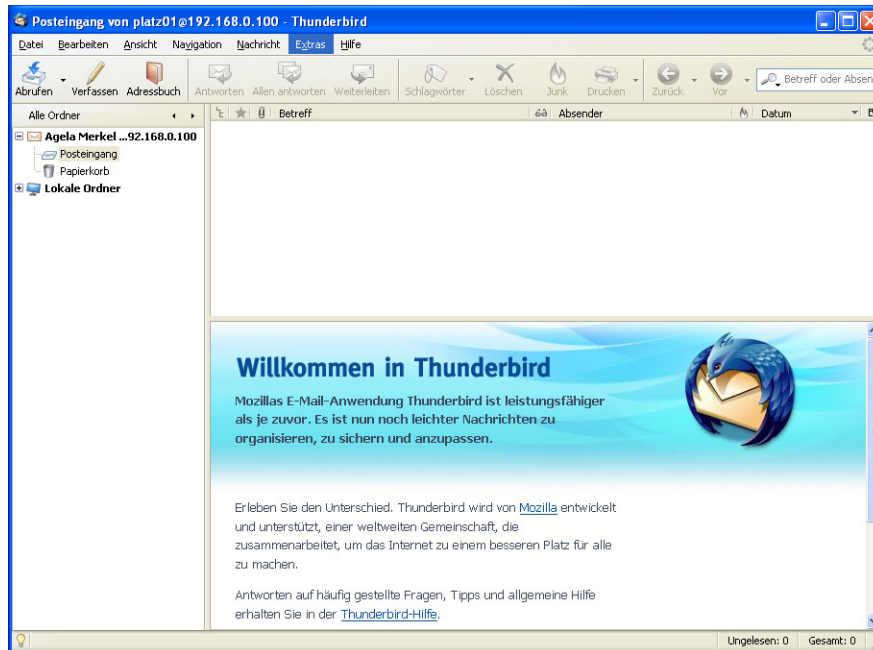 Posteingang von platz01@192.168.0.100 - Thunderbird
Datei Bearbeiten Ansicht Navigation Nachricht Extras Hilfe
Abrufen Verfassen Adressbuch Antworten Allen antworten Weiterleiten Schlagwörter Löschen Junk Drucken Zurück Vor Betreff oder Absen
Alle Ordner Betreff Absender Datum
Agela Merkel ...92.168.0.100
Posteingang
Papierkorb
Lokale Ordner
Willkommen in Thunderbird
Mozillas E-Mail-Anwendung Thunderbird ist leistungsfähiger
als je zuvor. Es ist nun noch leichter Nachrichten zu
organisieren, zu sichern und anzupassen.
Erleben Sie den Unterschied. Thunderbird wird von Mozilla entwickelt
und unterstützt, einer weltweiten Gemeinschaft, die
zusammenarbeitet, um das Internet zu einem besseren Platz für alle
zu machen.
Antworten auf häufig gestellte Fragen, Tipps und allgemeine Hilfe
erhalten Sie in der Thunderbird-Hilfe.
Ungelesen: 0 Gesamt: 0